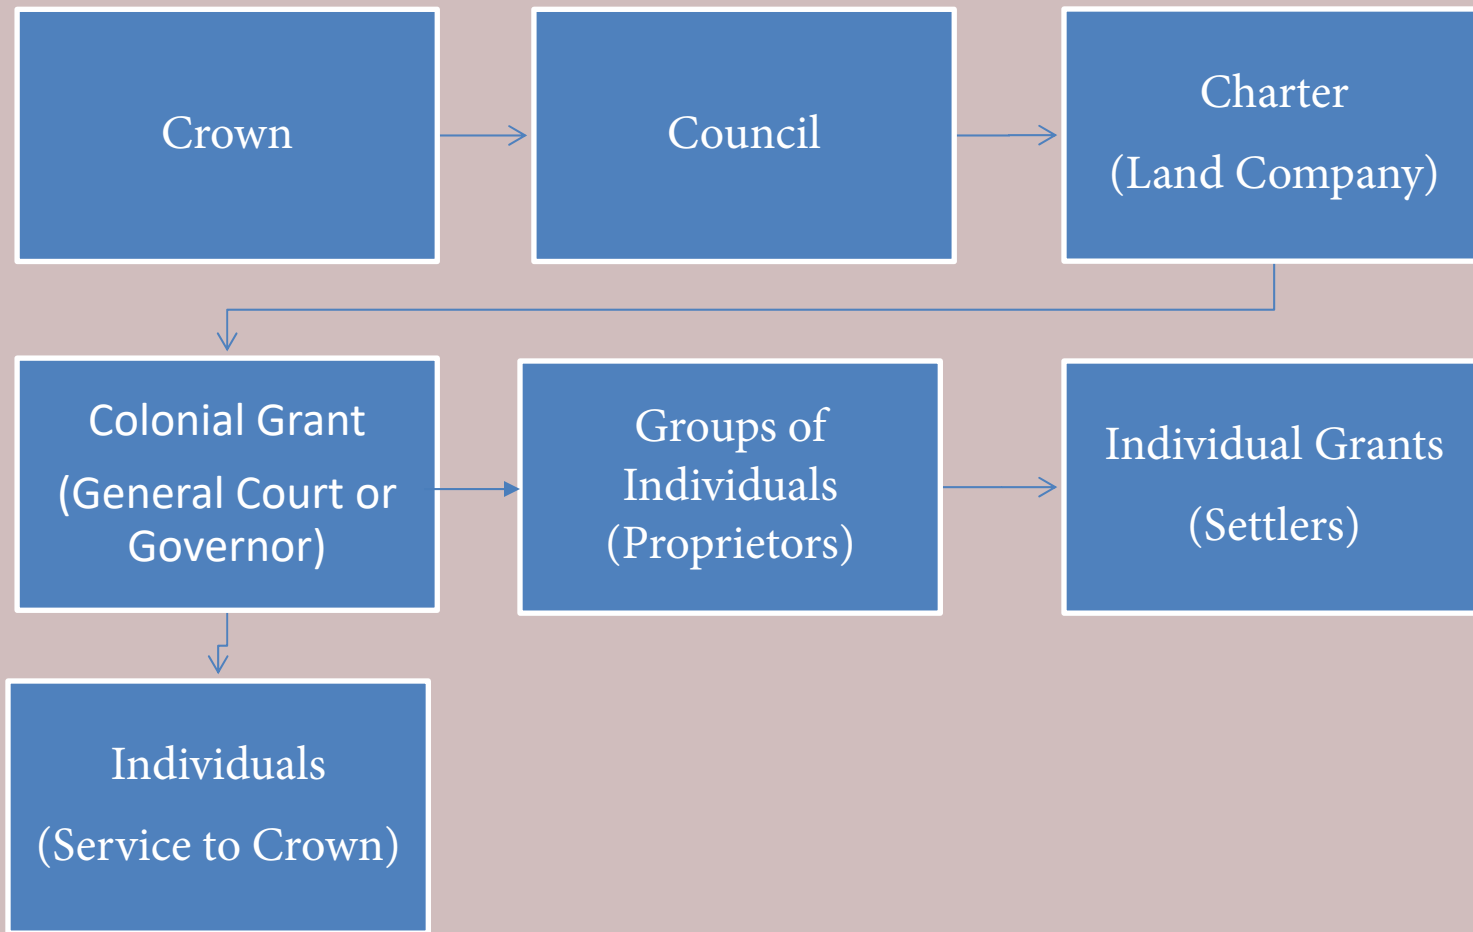 Crown
Council
Charter
(Land Company)
Colonial Grant
(General Court or
Governor)
Groups of
Individuals
(Proprietors)
Individual Grants
(Settlers)
Individuals
(Service to Crown)